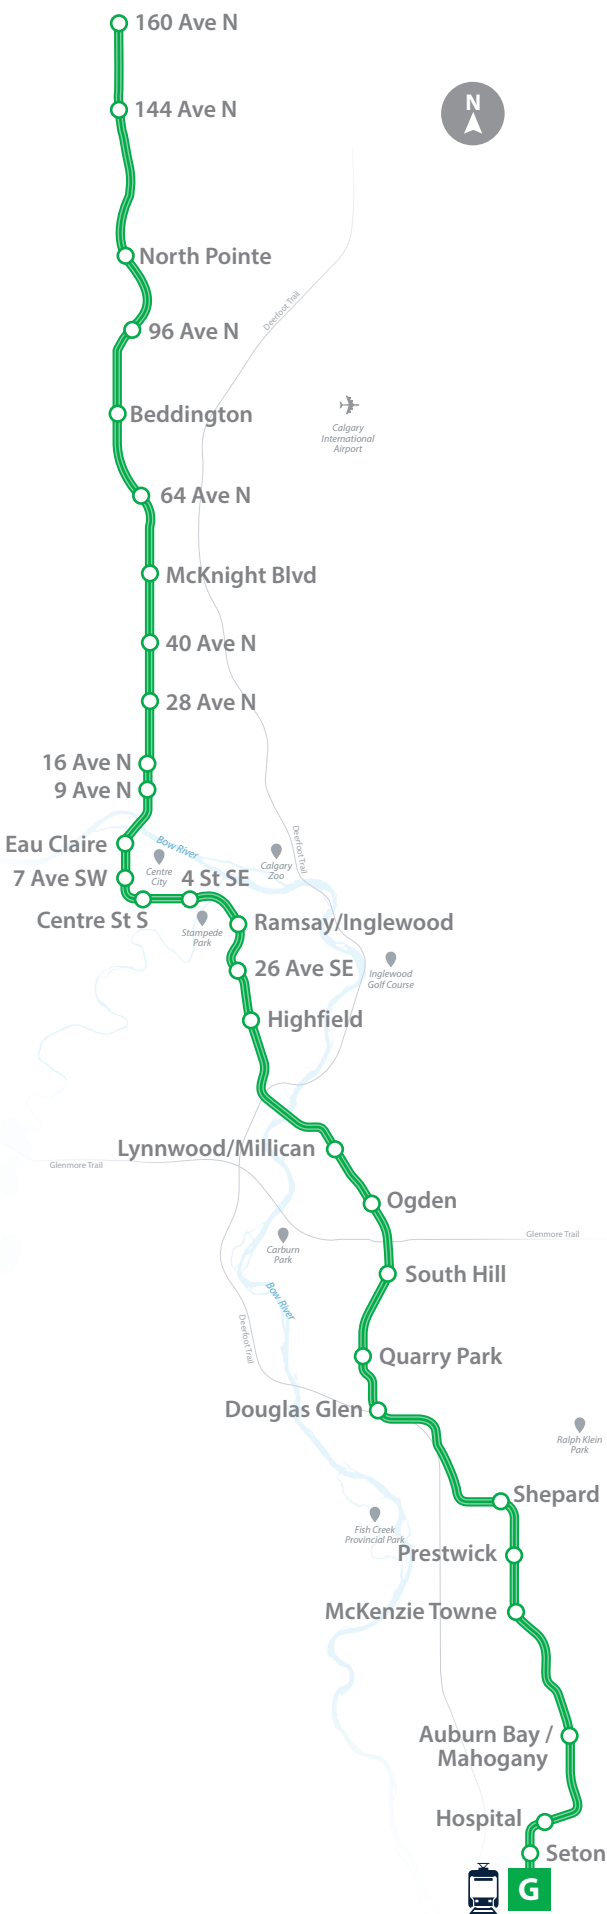 160 Ave N
N
144 Ave N
North Pointe
Deerfoot Trail
96 Ave N
Beddington
Calgary
International
Airport
64 Ave N
McKnight Blvd
40 Ave N
28 Ave N
16 Ave N
9 Ave N
Eau Claire
Bow River
Deerfoot Trail
Calgary
Zoo
Centre
City
7 Ave SW
4 St SE
Centre St S
Stampede
Park
Ramsay/Inglewood
26 Ave SE
Inglewood
Golf Course
Highfield
Lynnwood/Millican
Glenmore Trail
Ogden
Glenmore Trail
Carburn
Park
South Hill
Bow River
Deerfoot Trail
Quarry Park
Douglas Glen
Ralph Klein
Park
Shepard
Fish Creek
Provincial Park
Prestwick
McKenzie Towne
Auburn Bay /
Mahogany
Hospital
Seton
G